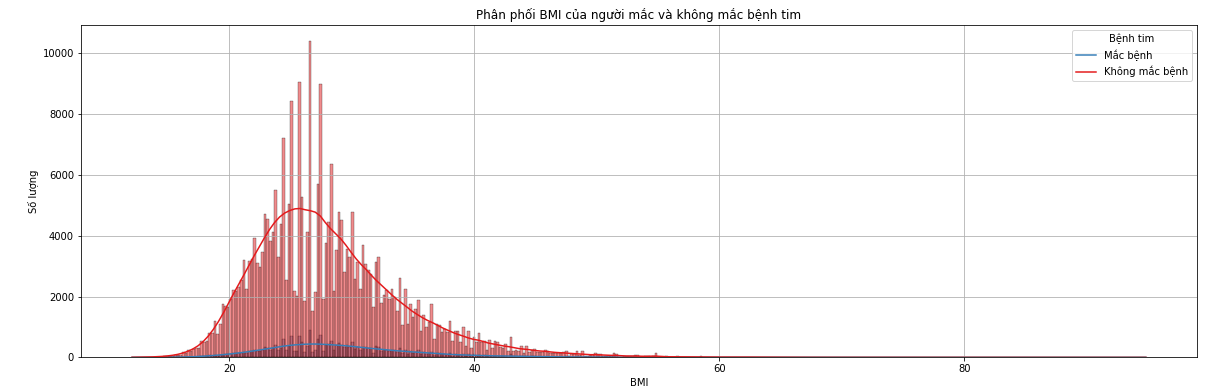 Phân phối BMI của người mắc và không mắc bệnh tim
Bệnh tim
Mắc bệnh
Không mắc bệnh
Số lượng
10000
8000
6000
4000
2000
0
20
40
60
80
BMI